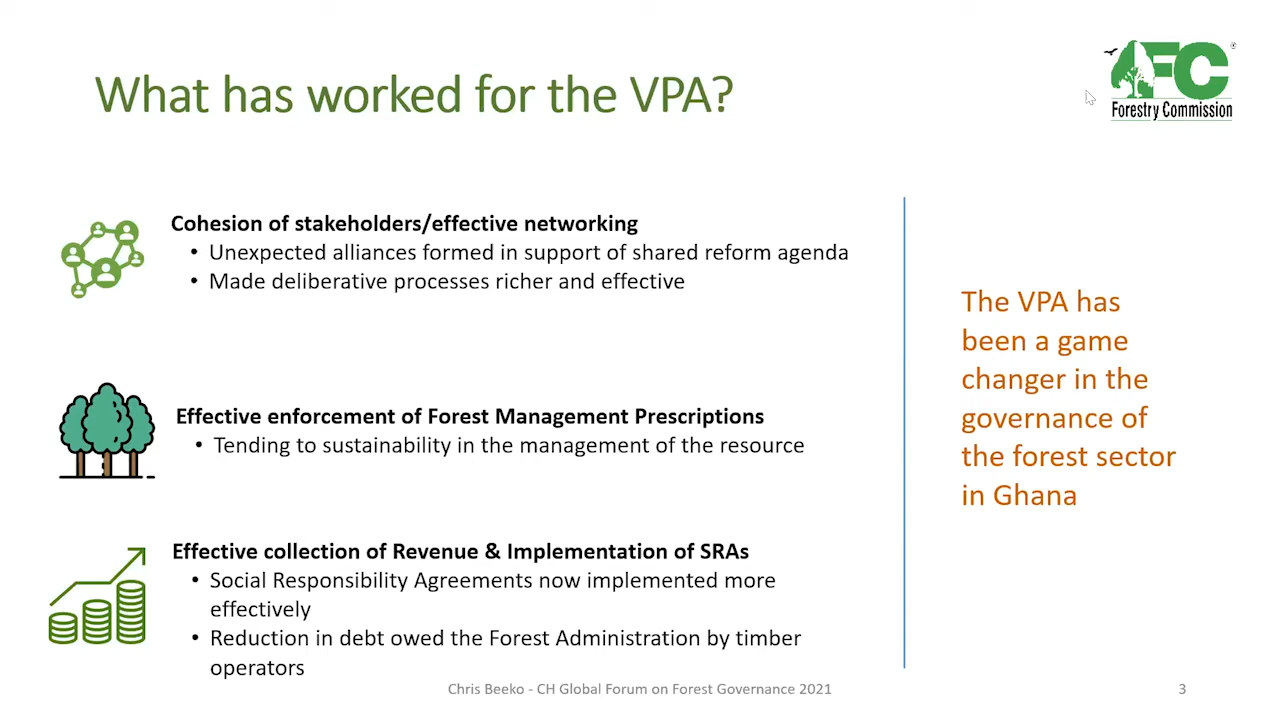 What has worked for the VPA?
FC
®
Forestry Commission
Cohesion of stakeholders/effective networking
• Unexpected alliances formed in support of shared reform agenda
• Made deliberative processes richer and effective
Effective enforcement of Forest Management Prescriptions
• Tending to sustainability in the management of the resource
Effective collection of Revenue & Implementation of SRAs
• Social Responsibility Agreements now implemented more
effectively
• Reduction in debt owed the Forest Administration by timber
operators
The VPA has
been a game
changer in the
governance of
the forest sector
in Ghana
Chris Beeko - CH Global Forum on Forest Governance 2021
3